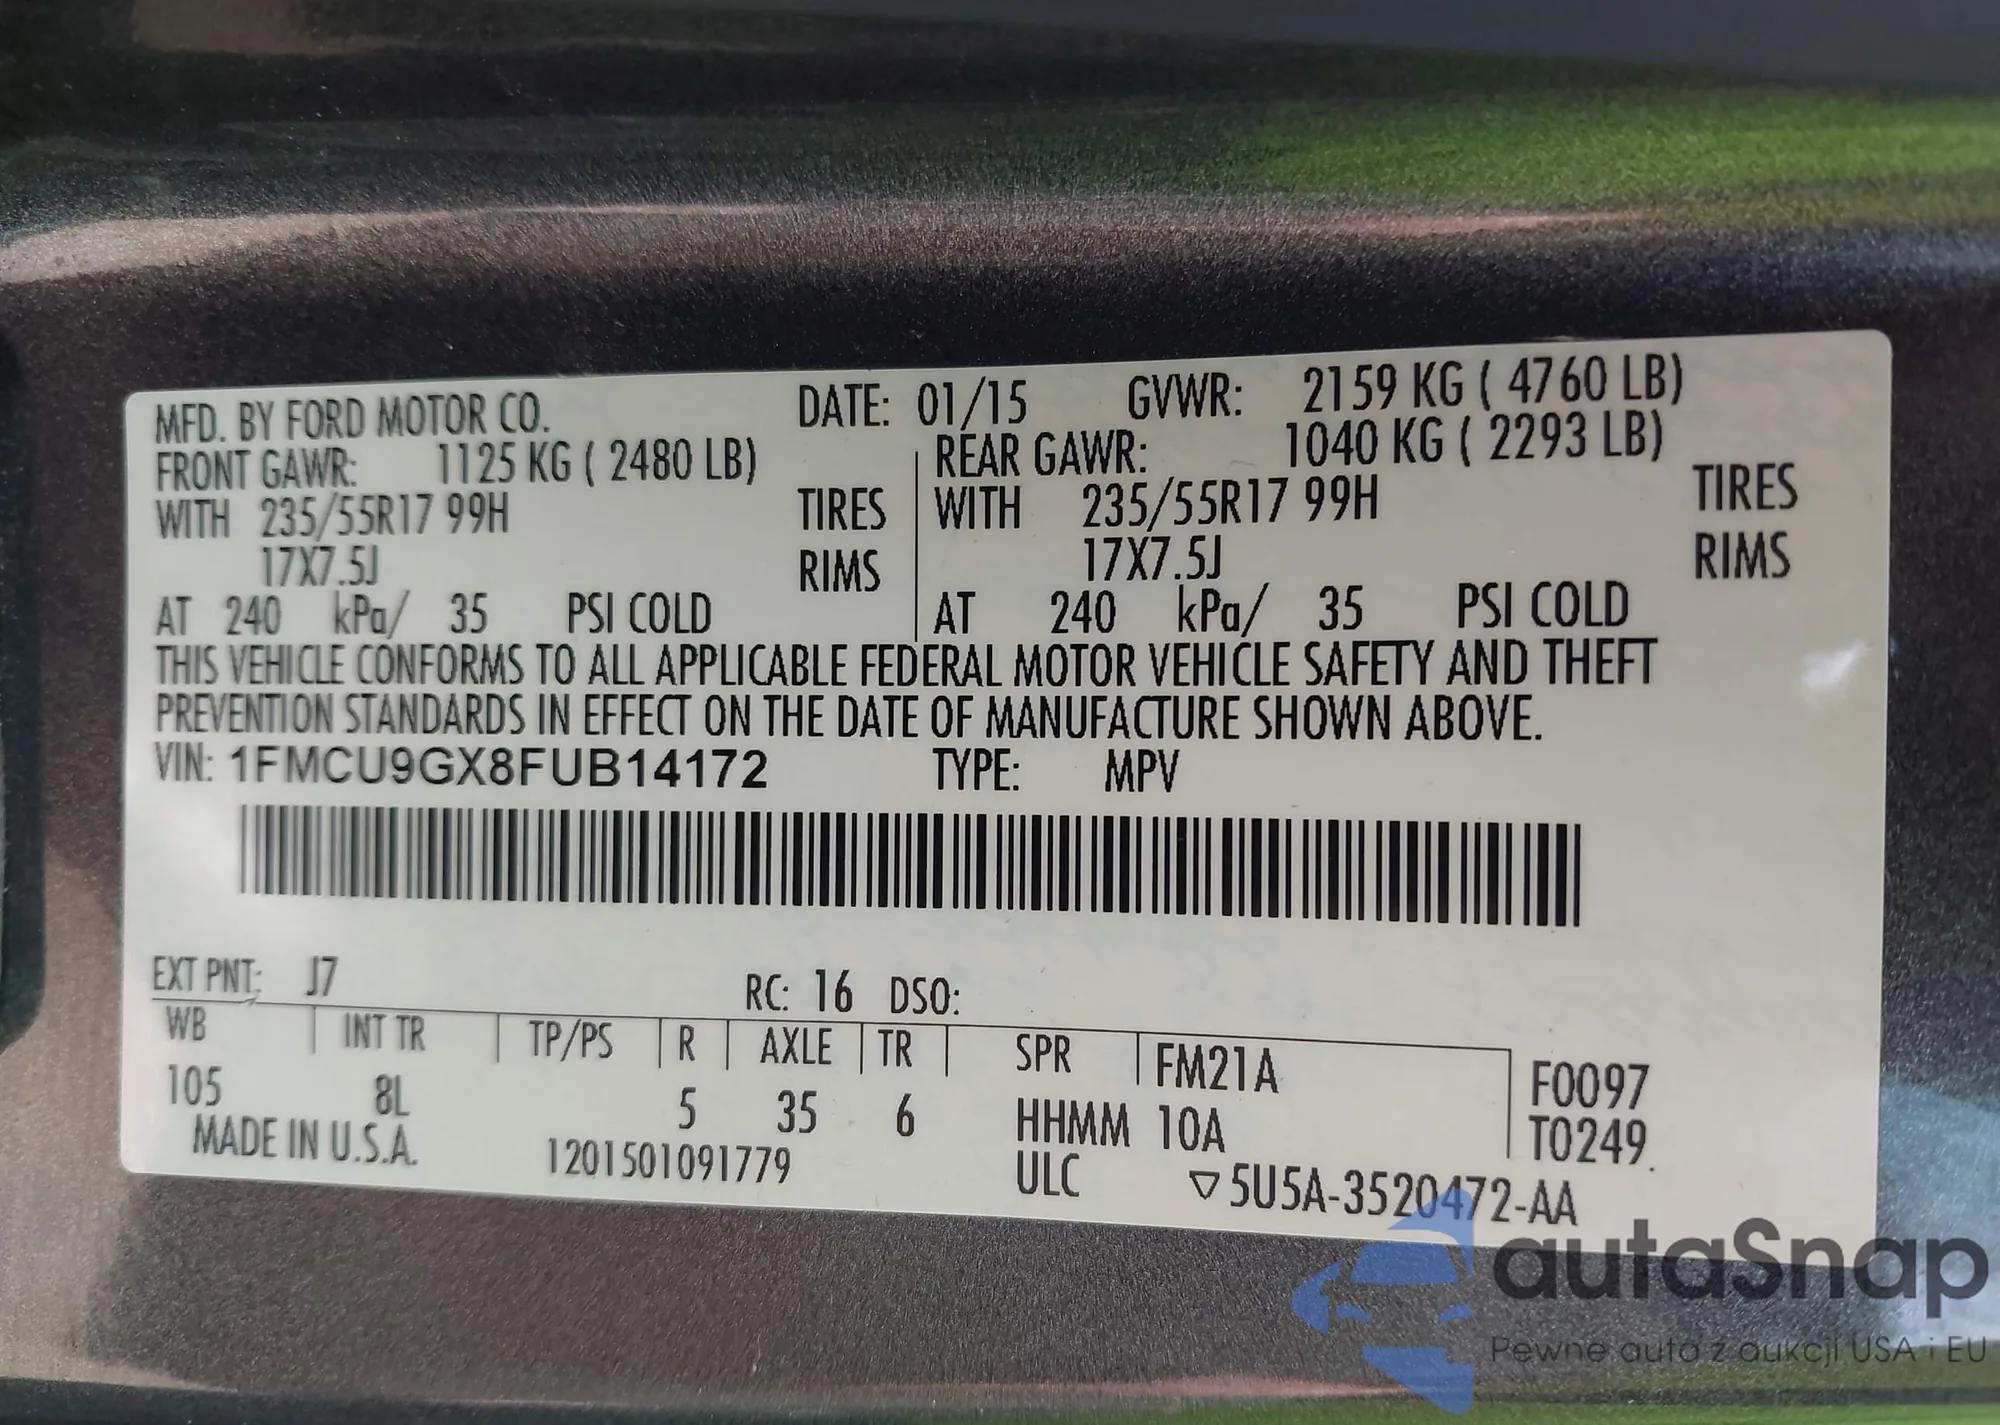 MFD. BY FORD MOTOR CO. DATE: 01/15 GVWR: 2159 KG ( 4760 LB)
FRONT GAWR: 1125 KG ( 2480 LB) REAR GAWR: 1040 KG ( 2293 LB)
WITH 235/55R17 99H TIRES WITH 235/55R17 99H TIRES
17X7.5J RIMS 17X7.5J RIMS
AT 240 kPa/ 35 PSI COLD AT 240 kPa/ 35 PSI COLD
THIS VEHICLE CONFORMS TO ALL APPLICABLE FEDERAL MOTOR VEHICLE SAFETY AND THEFT
PREVENTION STANDARDS IN EFFECT ON THE DATE OF MANUFACTURE SHOWN ABOVE.
VIN: 1FMCU9GX8FUB14172 TYPE: MPV
EXT PNT: J7 RC: 16 DSO:
WB INT TR TP/PS R AXLE TR SPR FM21A F0097
105 8L 5 35 6 HHMM 10A T0249
MADE IN U.S.A. 1201501091779 ULC ▽5U5A-3520472-AA
autaSnap
Pewne auta z aukcji USA i EU